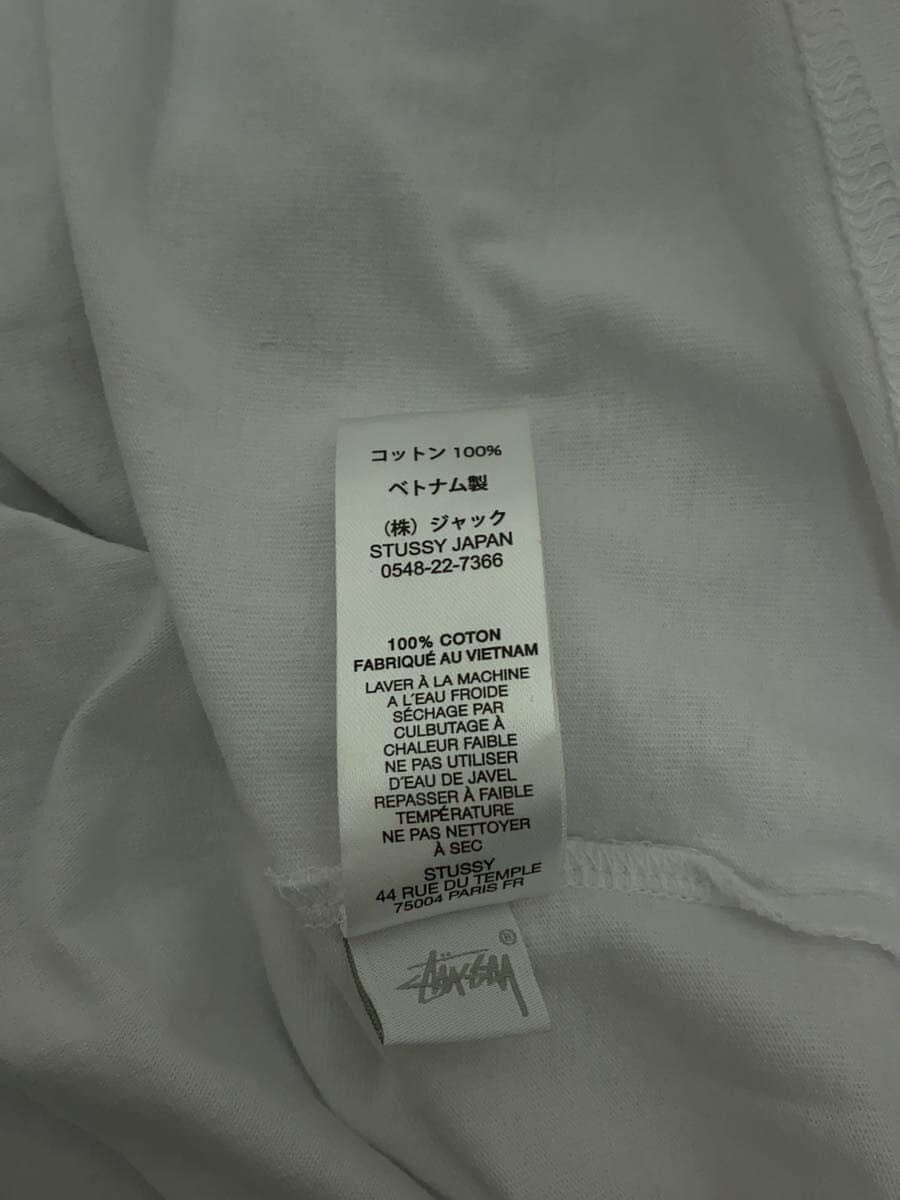 コットン 100%
ベトナム製
(株) ジャック
STUSSY JAPAN
0548-22-7366
100% COTON
FABRIQUÉ AU VIETNAM
LAVER À LA MACHINE
A L´EAU FROIDE
SÉCHAGE PAR
CULBUTAGE À
CHALEUR FAIBLE
NE PAS UTILISER
D´EAU DE JAVEL
REPASSER À FAIBLE
TEMPÉRATURE
NE PAS NETTOYER
À SEC
STUSSY
44 RUE DU TEMPLE
75004 PARIS FR
Stüssy ®